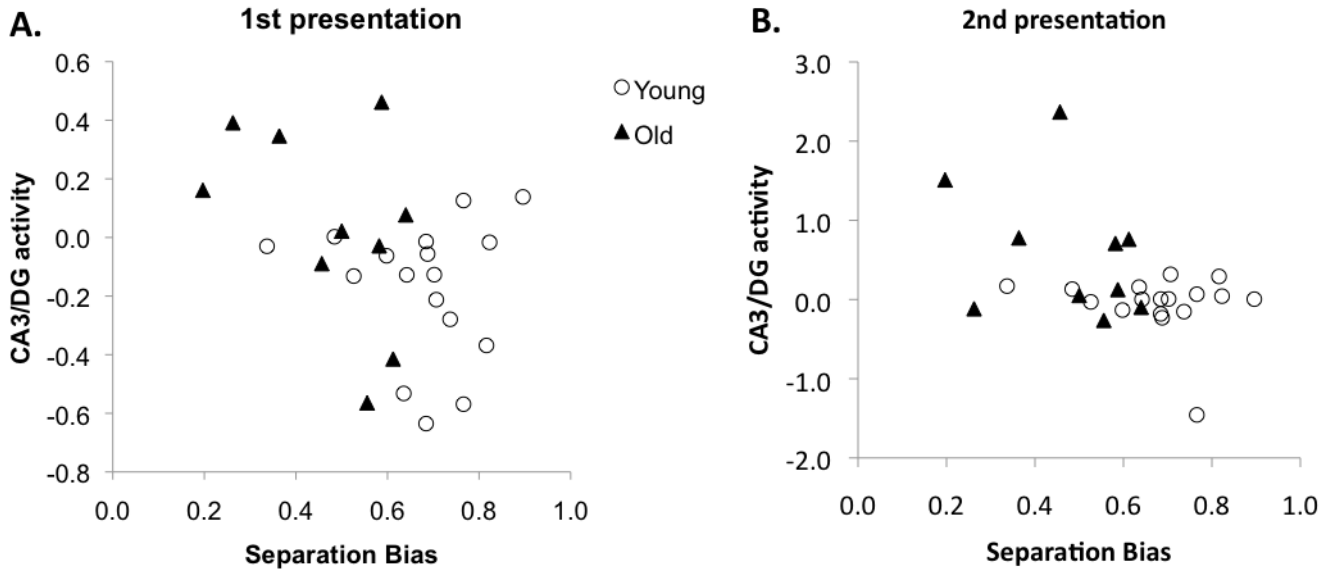 A.
1st presentation
0.6
0.4
0.2
0.0
-0.2
-0.4
-0.6
-0.8
CA3/DG activity
0.0 0.2 0.4 0.6 0.8 1.0
Separation Bias
Young
Old
B.
2nd presentation
3.0
2.0
1.0
0.0
-1.0
-2.0
CA3/DG activity
0.0 0.2 0.4 0.6 0.8 1.0
Separation Bias